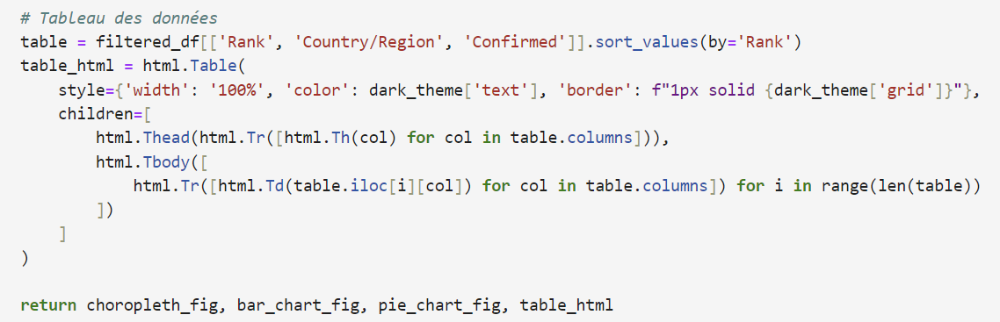 # Tableau des données
table = filtered_df[['Rank', 'Country/Region', 'Confirmed']].sort_values(by='Rank')
table_html = html.Table(
    style={'width': '100%', 'color': dark_theme['text'], 'border': f"1px solid {dark_theme['grid']}"},
    children=[
        html.Thead(html.Tr([html.Th(col) for col in table.columns])),
        html.Tbody([
            html.Tr([html.Td(table.iloc[i][col]) for col in table.columns]) for i in range(len(table))
        ])
    ]
)
return choropleth_fig, bar_chart_fig, pie_chart_fig, table_html